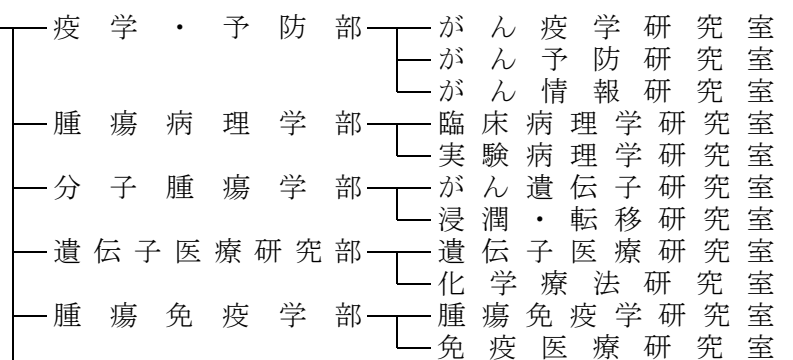 疫学・予防部 がん疫学研究室
がん予防研究室
がん情報研究室
腫瘍病理学部 臨床病理学研究室
実験病理学研究室
分子腫瘍学部 がん遺伝子研究室
浸潤・転移研究室
遺伝子医療研究部 遺伝子医療研究室
化学療法研究室
腫瘍免疫学部 腫瘍免疫学研究室
免疫医療研究室